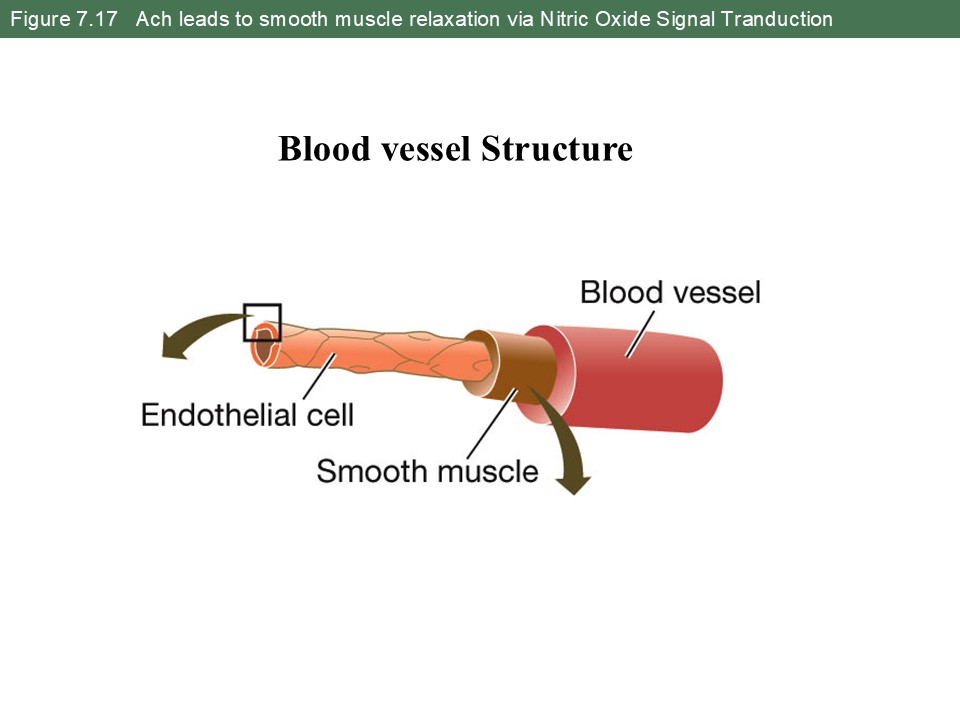 Figure 7.17 Ach leads to smooth muscle relaxation via Nitric Oxide Signal Tranduction
Blood vessel Structure
Blood vessel
Endothelial cell
Smooth muscle